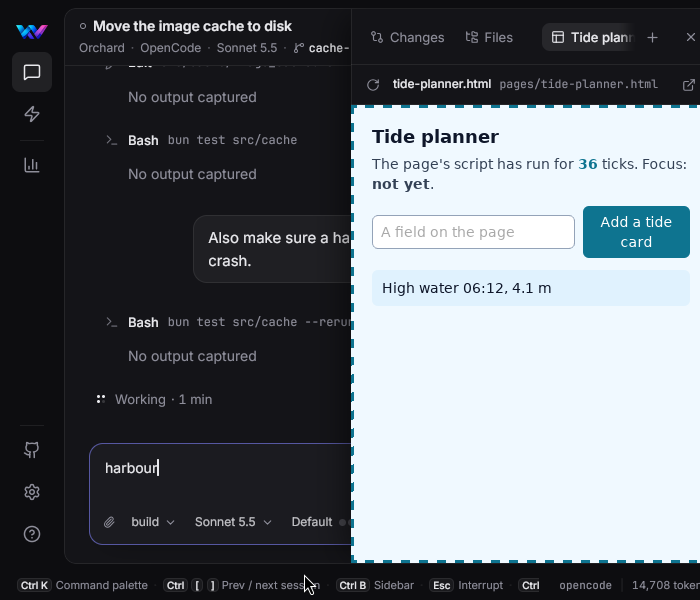 Move the image cache to disk
Orchard · OpenCode · Sonnet 5.5 · cache-
No output captured
Bash bun test src/cache
No output captured
Also make sure a ha
crash.
Bash bun test src/cache --rerun
No output captured
Working · 1 min
harbour
build Sonnet 5.5 Default
Changes Files Tide plann
tide-planner.html pages/tide-planner.html
Tide planner
The page's script has run for 36 ticks. Focus:
not yet.
A field on the page
Add a tide
card
High water 06:12, 4.1 m
Ctrl K Command palette · Ctrl [ ] Prev / next session · Ctrl B Sidebar · Esc Interrupt · Ctrl opencode 14,708 token